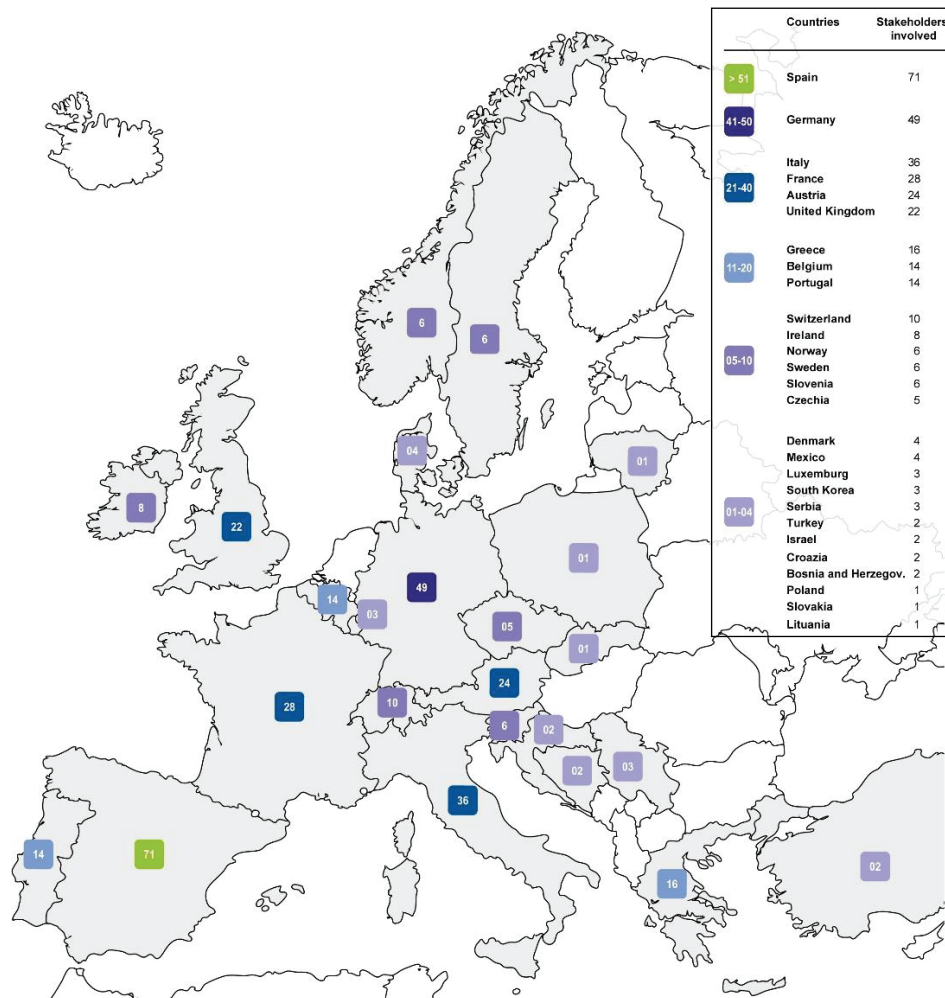 Countries Stakeholders
involved
> 51 Spain 71
41-50 Germany 49
Italy 36
21-40 France 28
Austria 24
United Kingdom 22
Greece 16
11-20 Belgium 14
Portugal 14
Switzerland 10
Ireland 8
05-10 Norway 6
Sweden 6
Slovenia 6
Czechia 5
Denmark 4
Mexico 4
Luxemburg 3
South Korea 3
01-04 Serbia 3
Turkey 2
Israel 2
Croazia 2
Bosnia and Herzegov. 2
Poland 1
Slovakia 1
Lituania 1
6
6
04
01
8
22
01
49
14
03
05
01
24
28
10
6
02
02
03
36
14
71
16
02